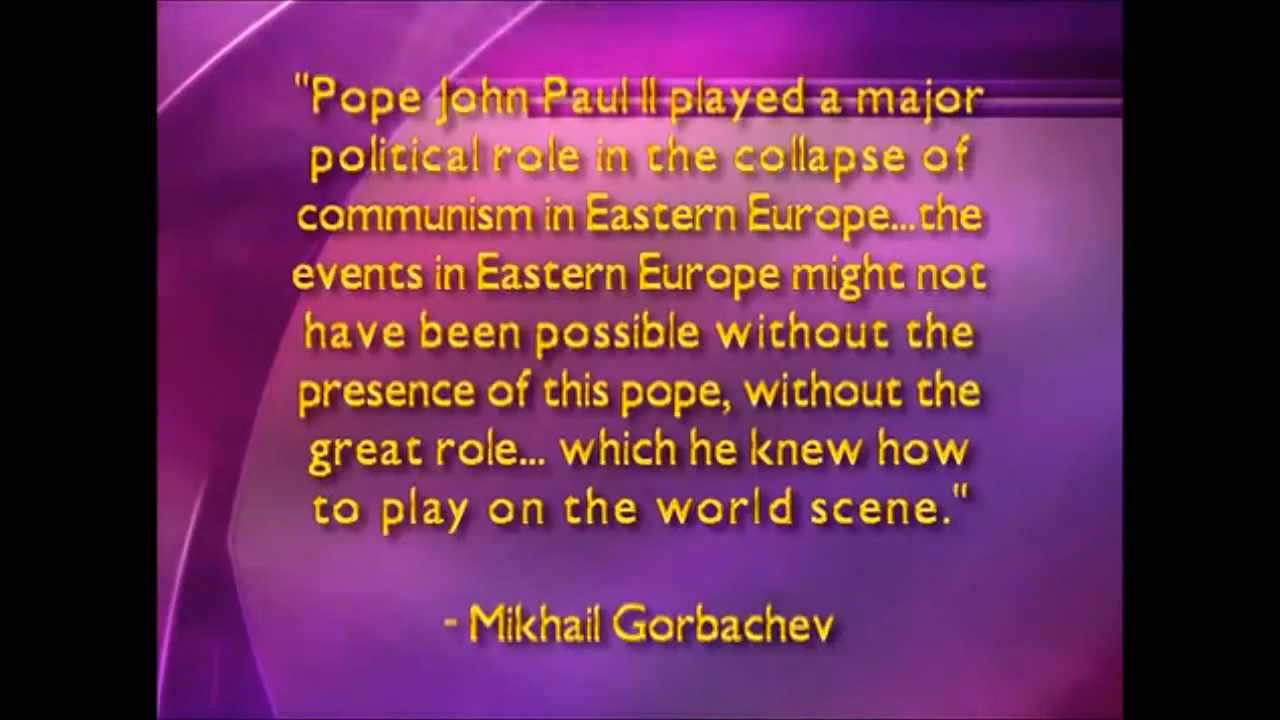 "Pope John Paul II played a major
political role in the collapse of
communism in Eastern Europe...the
events in Eastern Europe might not
have been possible without the
presence of this pope, without the
great role... which he knew how
to play on the world scene."
- Mikhail Gorbachev